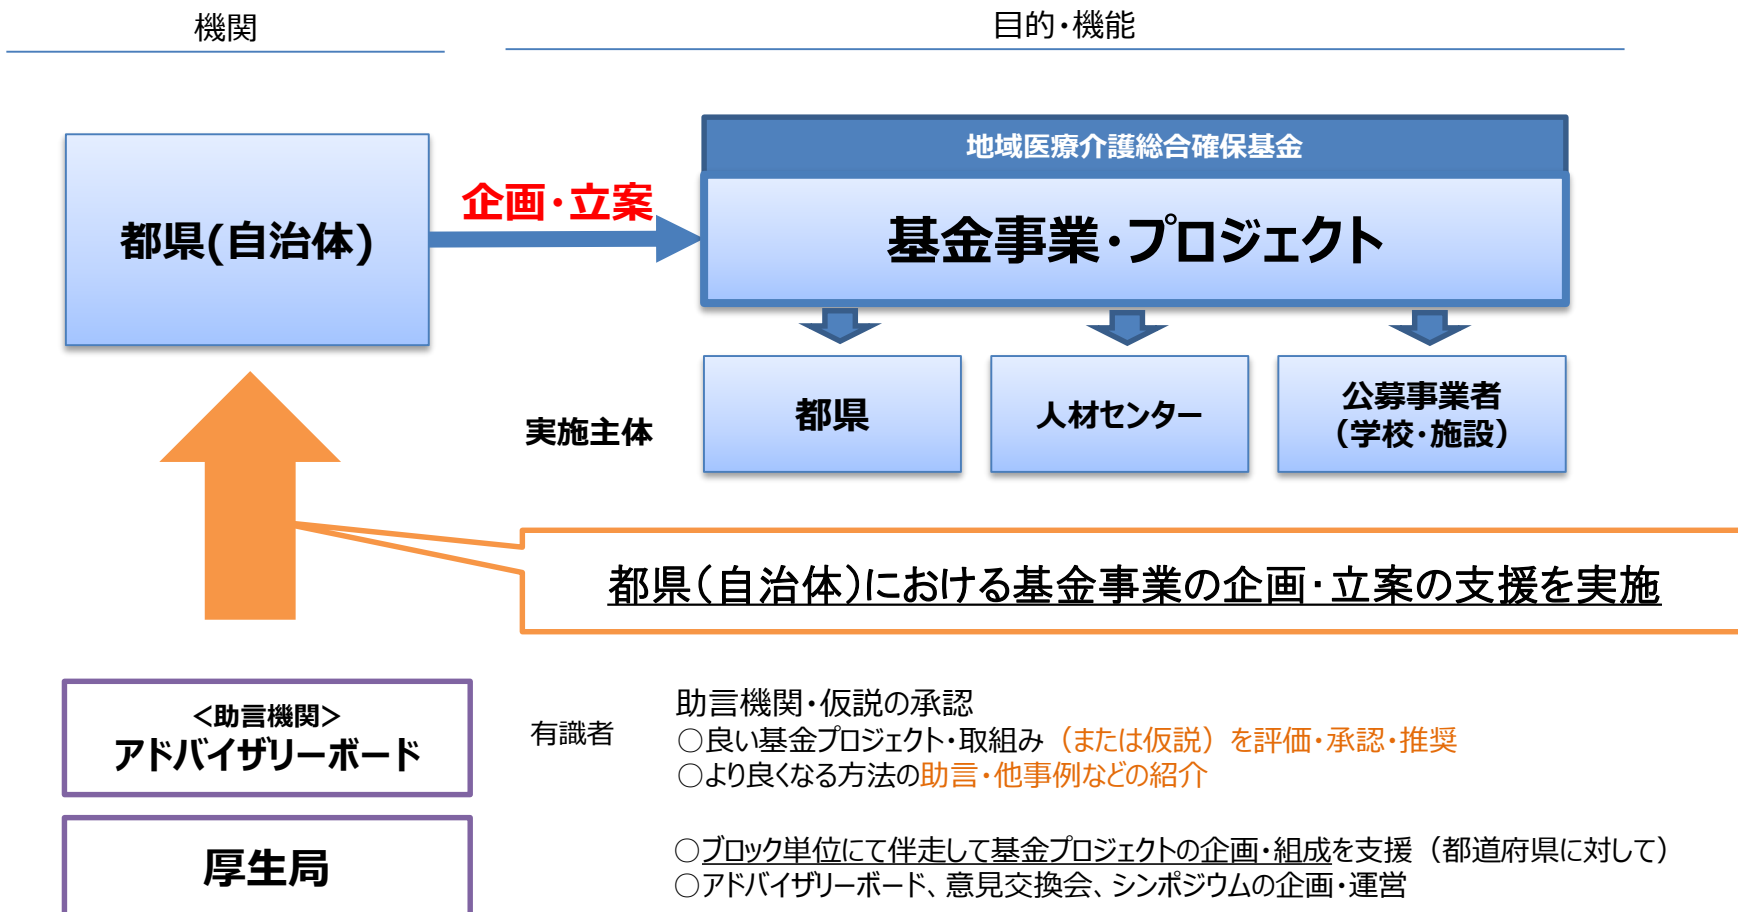 機関
目的・機能
地域医療介護総合確保基金
都県(自治体)
企画・立案
基金事業・プロジェクト
実施主体
都県
人材センター
公募事業者
（学校・施設）
都県（自治体）における基金事業の企画・立案の支援を実施
<助言機関>
アドバイザリーボード
有識者
助言機関・仮説の承認
○良い基金プロジェクト・取組み（または仮説）を評価・承認・推奨
○より良くなる方法の助言・他事例などの紹介
厚生局
○ブロック単位にて伴走して基金プロジェクトの企画・組成を支援（都道府県に対して）
○アドバイザリーボード、意見交換会、シンポジウムの企画・運営